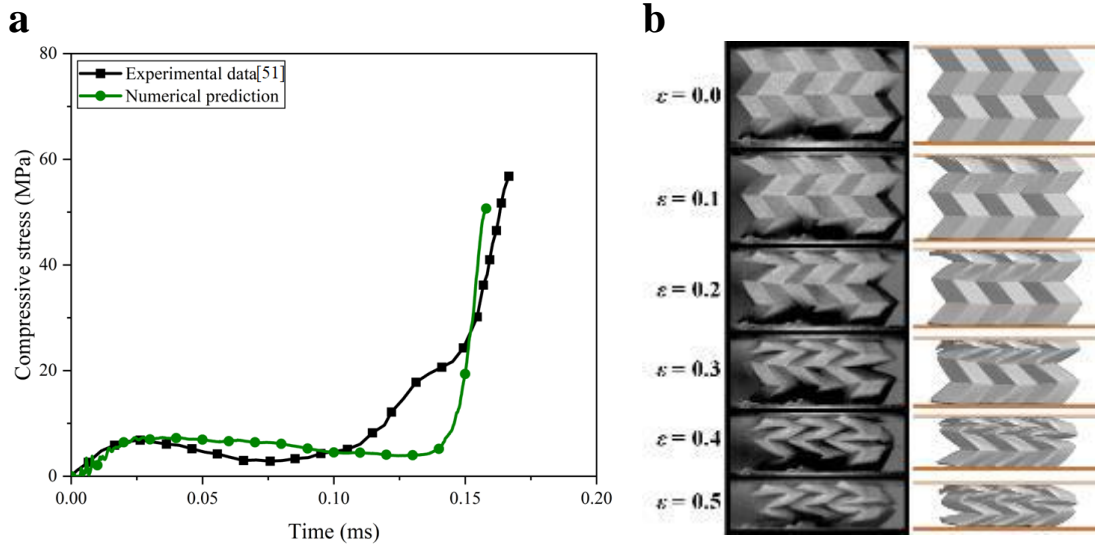 a
b
80
60
40
20
0
Compressive stress (MPa)
Experimental data[51]
Numerical prediction
0.00
0.05
0.10
0.15
0.20
Time (ms)
ε = 0.0
ε = 0.1
ε = 0.2
ε = 0.3
ε = 0.4
ε = 0.5